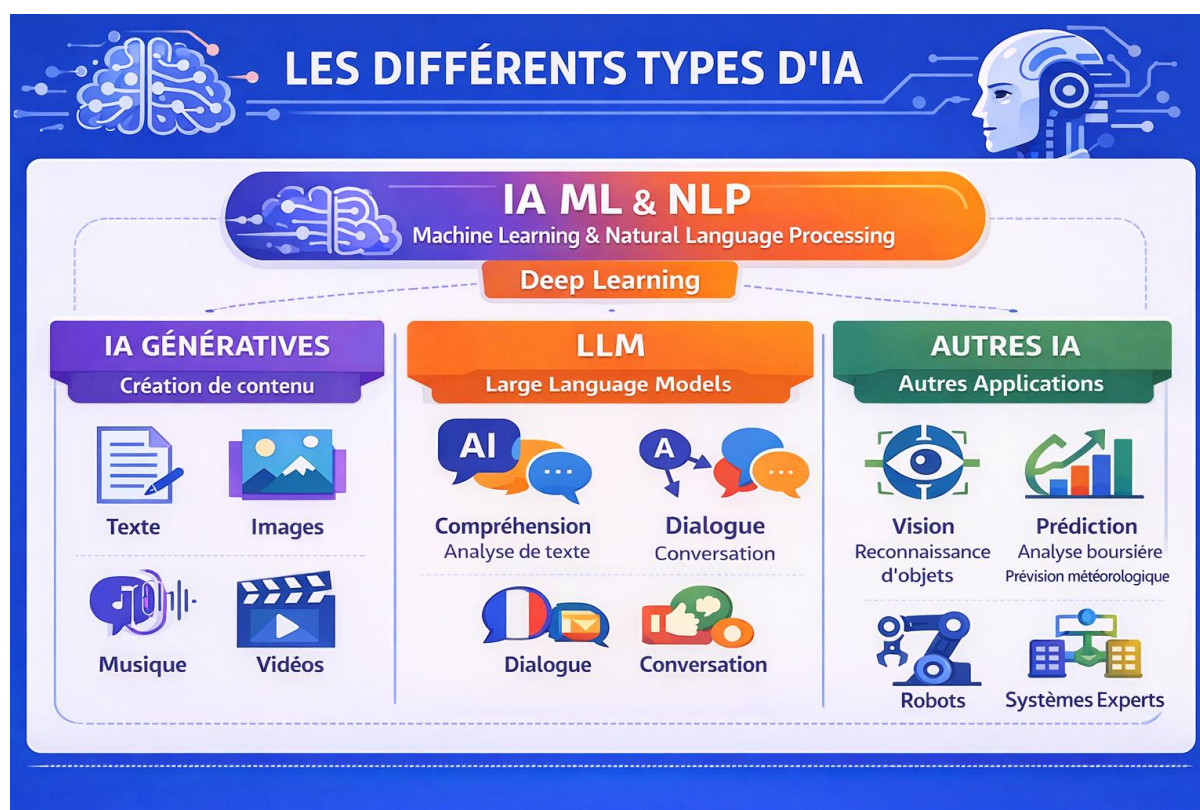 LES DIFFÉRENTS TYPES D'IA
IA ML & NLP
Machine Learning & Natural Language Processing
Deep Learning
IA GÉNÉRATIVES
Création de contenu
Texte
Images
Musique
Vidéos
LLM
Large Language Models
AI
A
Compréhension
Analyse de texte
Dialogue
Conversation
Dialogue
Conversation
AUTRES IA
Autres Applications
Vision
Reconnaissance
d'objets
Prédiction
Analyse boursiére
Prévision météorologique
Robots
Systèmes Experts